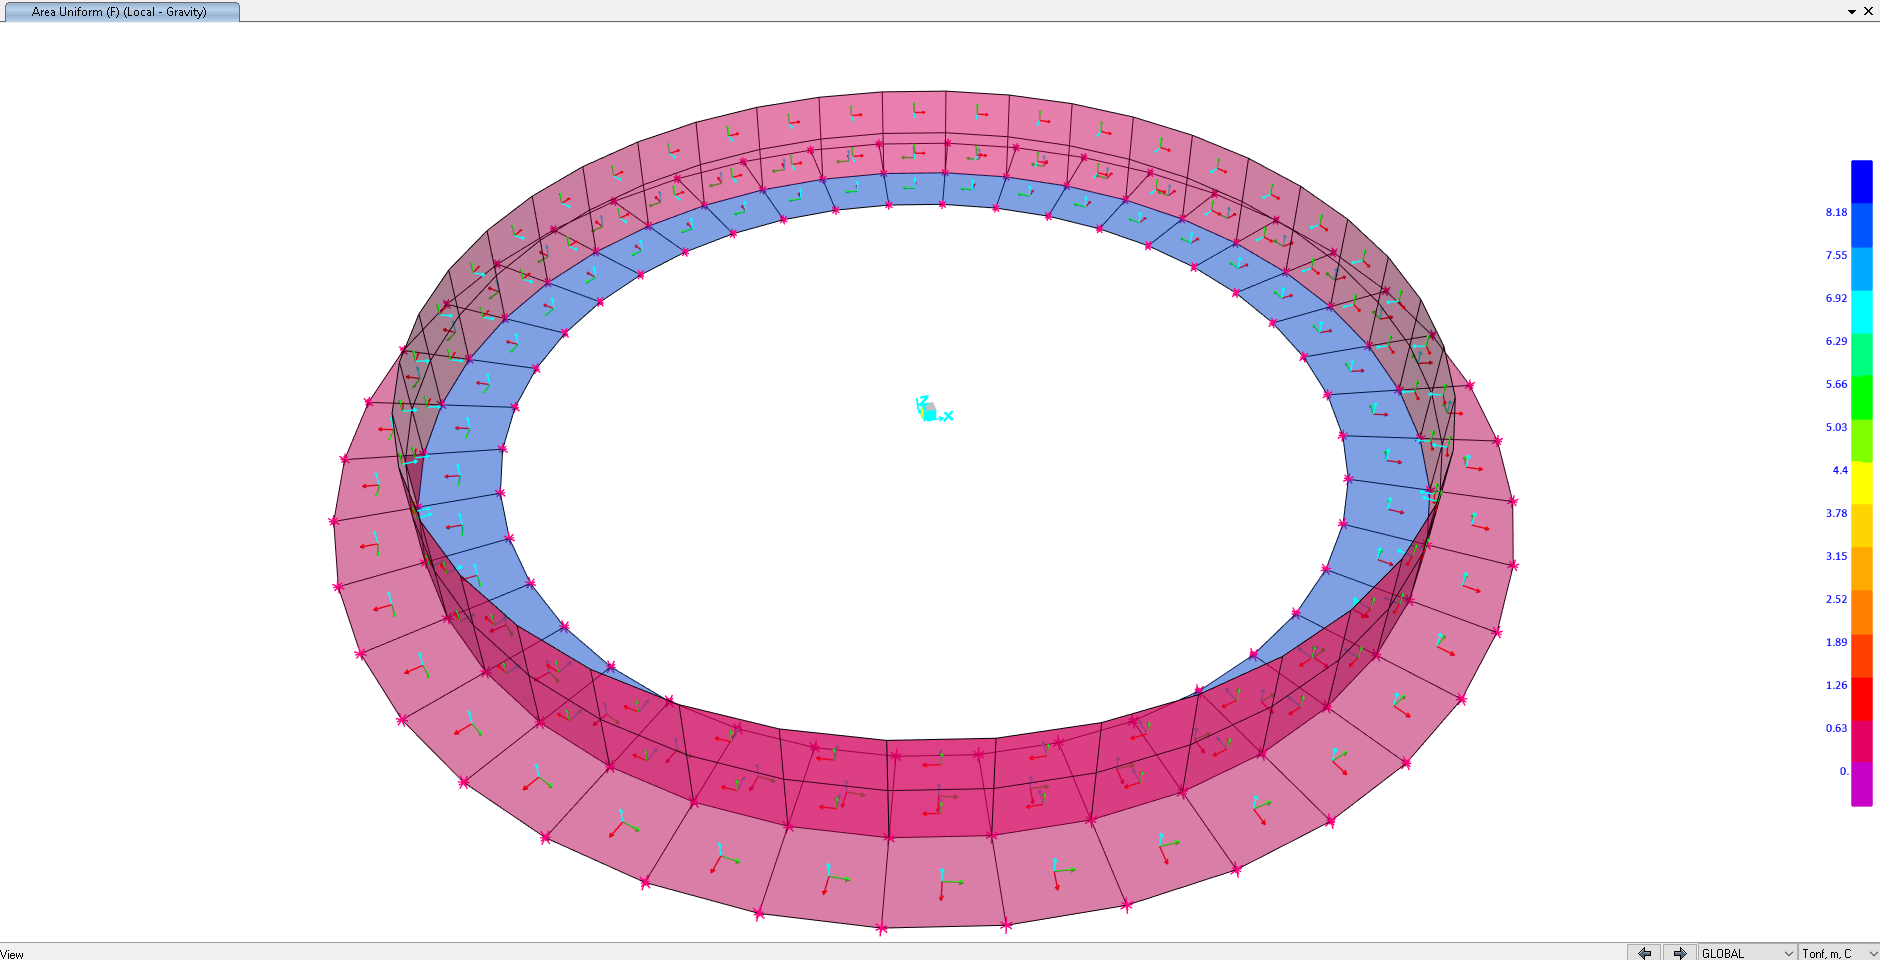 Area Uniform (F) (Local - Gravity)
Z
X
8.18
7.55
6.92
6.29
5.66
5.03
4.4
3.78
3.15
2.52
1.89
1.26
0.63
0.
View
GLOBAL
Tonf, m, C